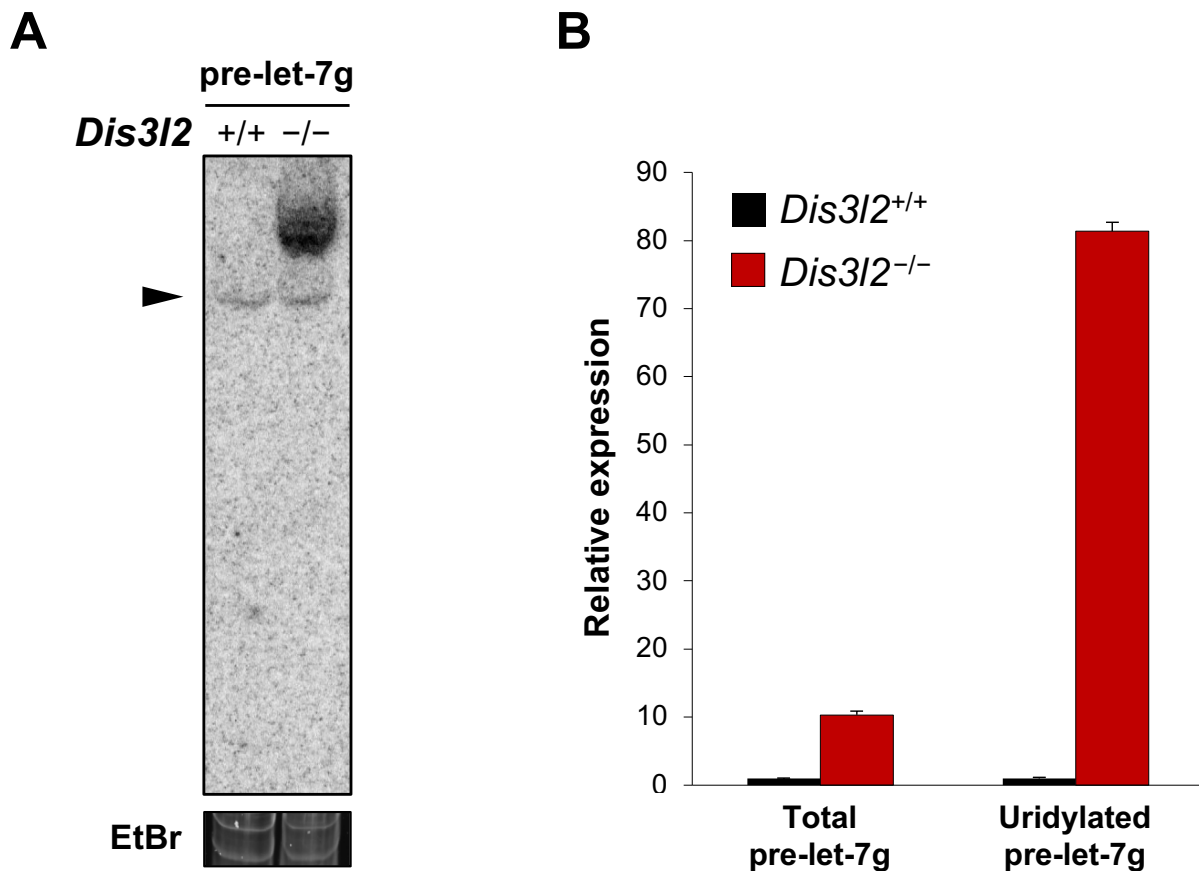 A
pre-let-7g
Dis3l2 +/+ −/−
EtBr
B
Relative expression
90
80
70
60
50
40
30
20
10
0
Dis3l2+/+
Dis3l2−/−
Total
pre-let-7g
Uridylated
pre-let-7g